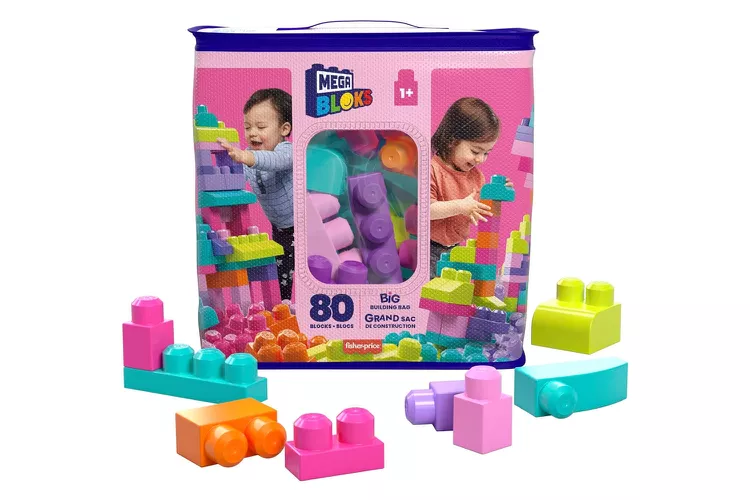 MEGA
BLOKS
1+
80
BLOCKS • BLOCS
BIG
BUILDING BAG
GRAND SAC
DE CONSTRUCTION
fisher-price